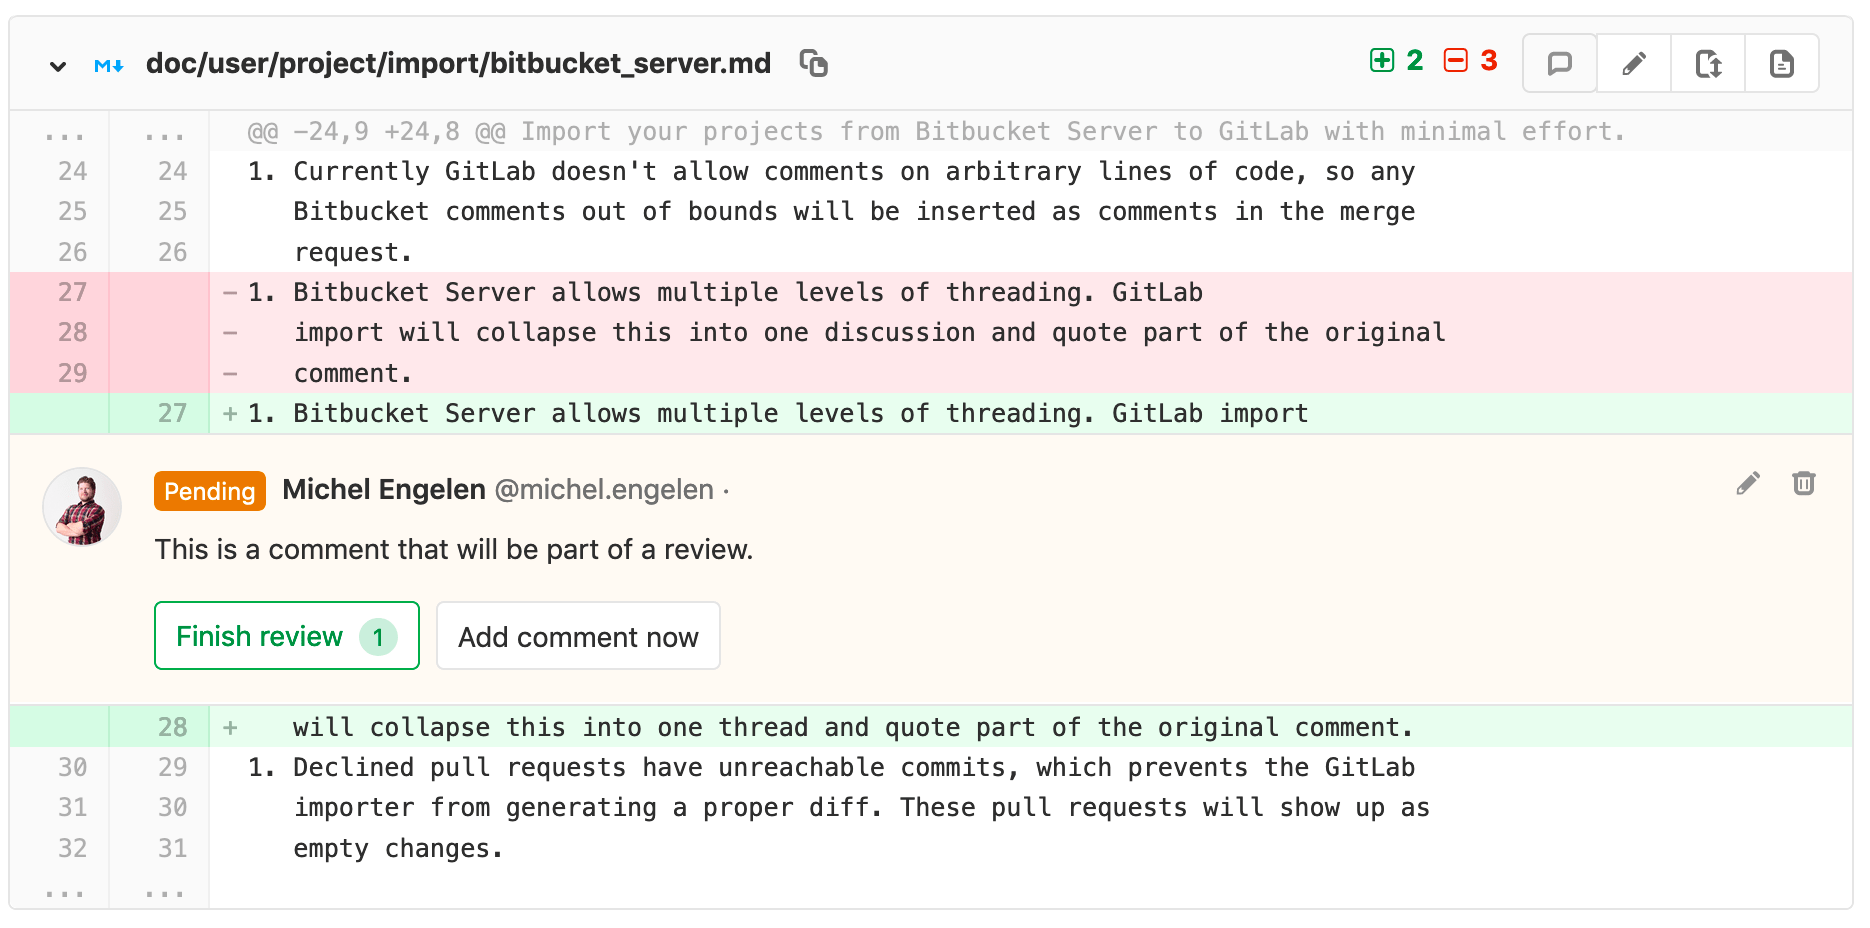 M↓ doc/user/project/import/bitbucket_server.md 2 3
... ... @@ -24,9 +24,8 @@ Import your projects from Bitbucket Server to GitLab with minimal effort.
24 24 1. Currently GitLab doesn't allow comments on arbitrary lines of code, so any
25 25 Bitbucket comments out of bounds will be inserted as comments in the merge
26 26 request.
27 - 1. Bitbucket Server allows multiple levels of threading. GitLab
28 - import will collapse this into one discussion and quote part of the original
29 - comment.
27 + 1. Bitbucket Server allows multiple levels of threading. GitLab import
Pending Michel Engelen @michel.engelen ·
This is a comment that will be part of a review.
Finish review 1 Add comment now
28 + will collapse this into one thread and quote part of the original comment.
30 29 1. Declined pull requests have unreachable commits, which prevents the GitLab
31 30 importer from generating a proper diff. These pull requests will show up as
32 31 empty changes.
... ...